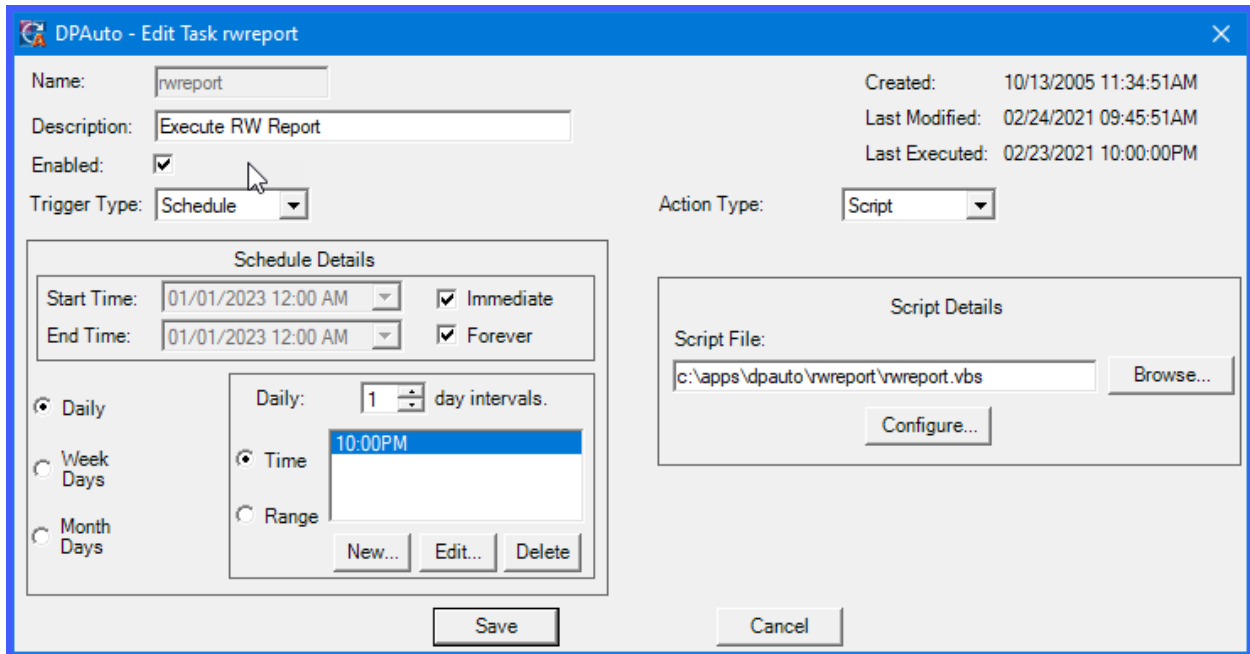 DPAuto - Edit Task rwreport
Name: rwreport
Created: 10/13/2005 11:34:51AM
Description: Execute RW Report
Last Modified: 02/24/2021 09:45:51AM
Enabled:
Last Executed: 02/23/2021 10:00:00PM
Trigger Type: Schedule
Action Type: Script
Schedule Details
Start Time: 01/01/2023 12:00 AM Immediate
End Time: 01/01/2023 12:00 AM Forever
Daily
Week
Days
Month
Days
Daily: 1 day intervals.
Time
Range
10:00PM
New... Edit... Delete
Script Details
Script File:
c:\apps\dpauto\rwreport\rwreport.vbs Browse...
Configure...
Save Cancel